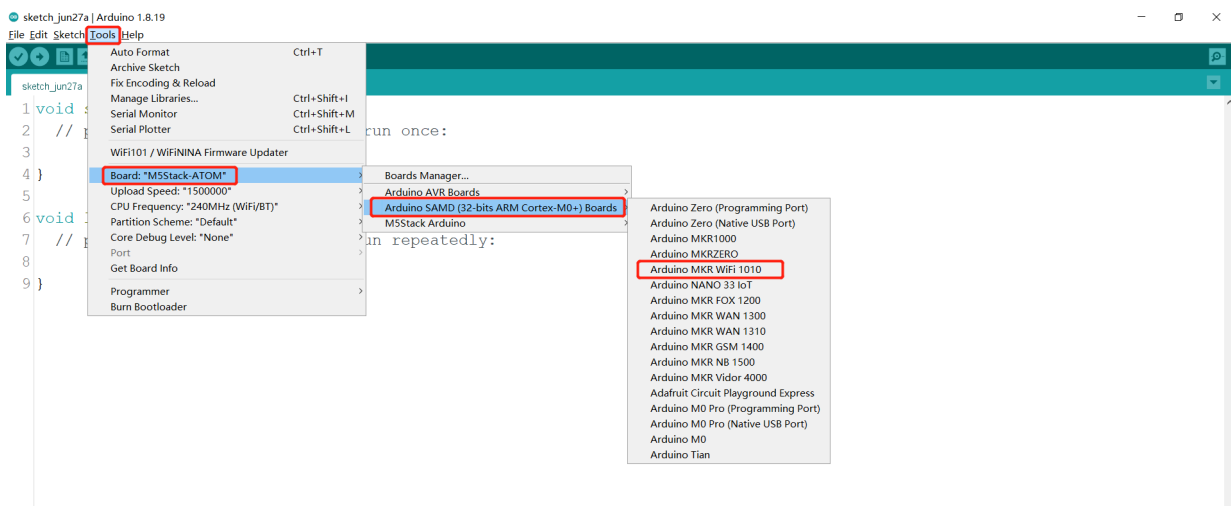 sketch_jun27a | Arduino 1.8.19
File Edit Sketch Tools Help
sketch_jun27a
Auto Format Ctrl+T
Archive Sketch
Fix Encoding & Reload
Manage Libraries... Ctrl+Shift+I
Serial Monitor Ctrl+Shift+M
Serial Plotter Ctrl+Shift+L
WiFi101 / WiFiNINA Firmware Updater
Board: "M5Stack-ATOM"
Upload Speed: "1500000"
CPU Frequency: "240MHz (WiFi/BT)"
Partition Scheme: "Default"
Core Debug Level: "None"
Port
Get Board Info
Programmer
Burn Bootloader
Boards Manager...
Arduino AVR Boards
Arduino SAMD (32-bits ARM Cortex-M0+) Boards
M5Stack Arduino
Arduino Zero (Programming Port)
Arduino Zero (Native USB Port)
Arduino MKR1000
Arduino MKRZERO
Arduino MKR WiFi 1010
Arduino NANO 33 IoT
Arduino MKR FOX 1200
Arduino MKR WAN 1300
Arduino MKR WAN 1310
Arduino MKR GSM 1400
Arduino MKR NB 1500
Arduino MKR Vidor 4000
Adafruit Circuit Playground Express
Arduino M0 Pro (Programming Port)
Arduino M0 Pro (Native USB Port)
Arduino M0
Arduino Tian
1 void
2 // run once:
3
4 }
5
6 void
7 // un repeatedly:
8
9 }